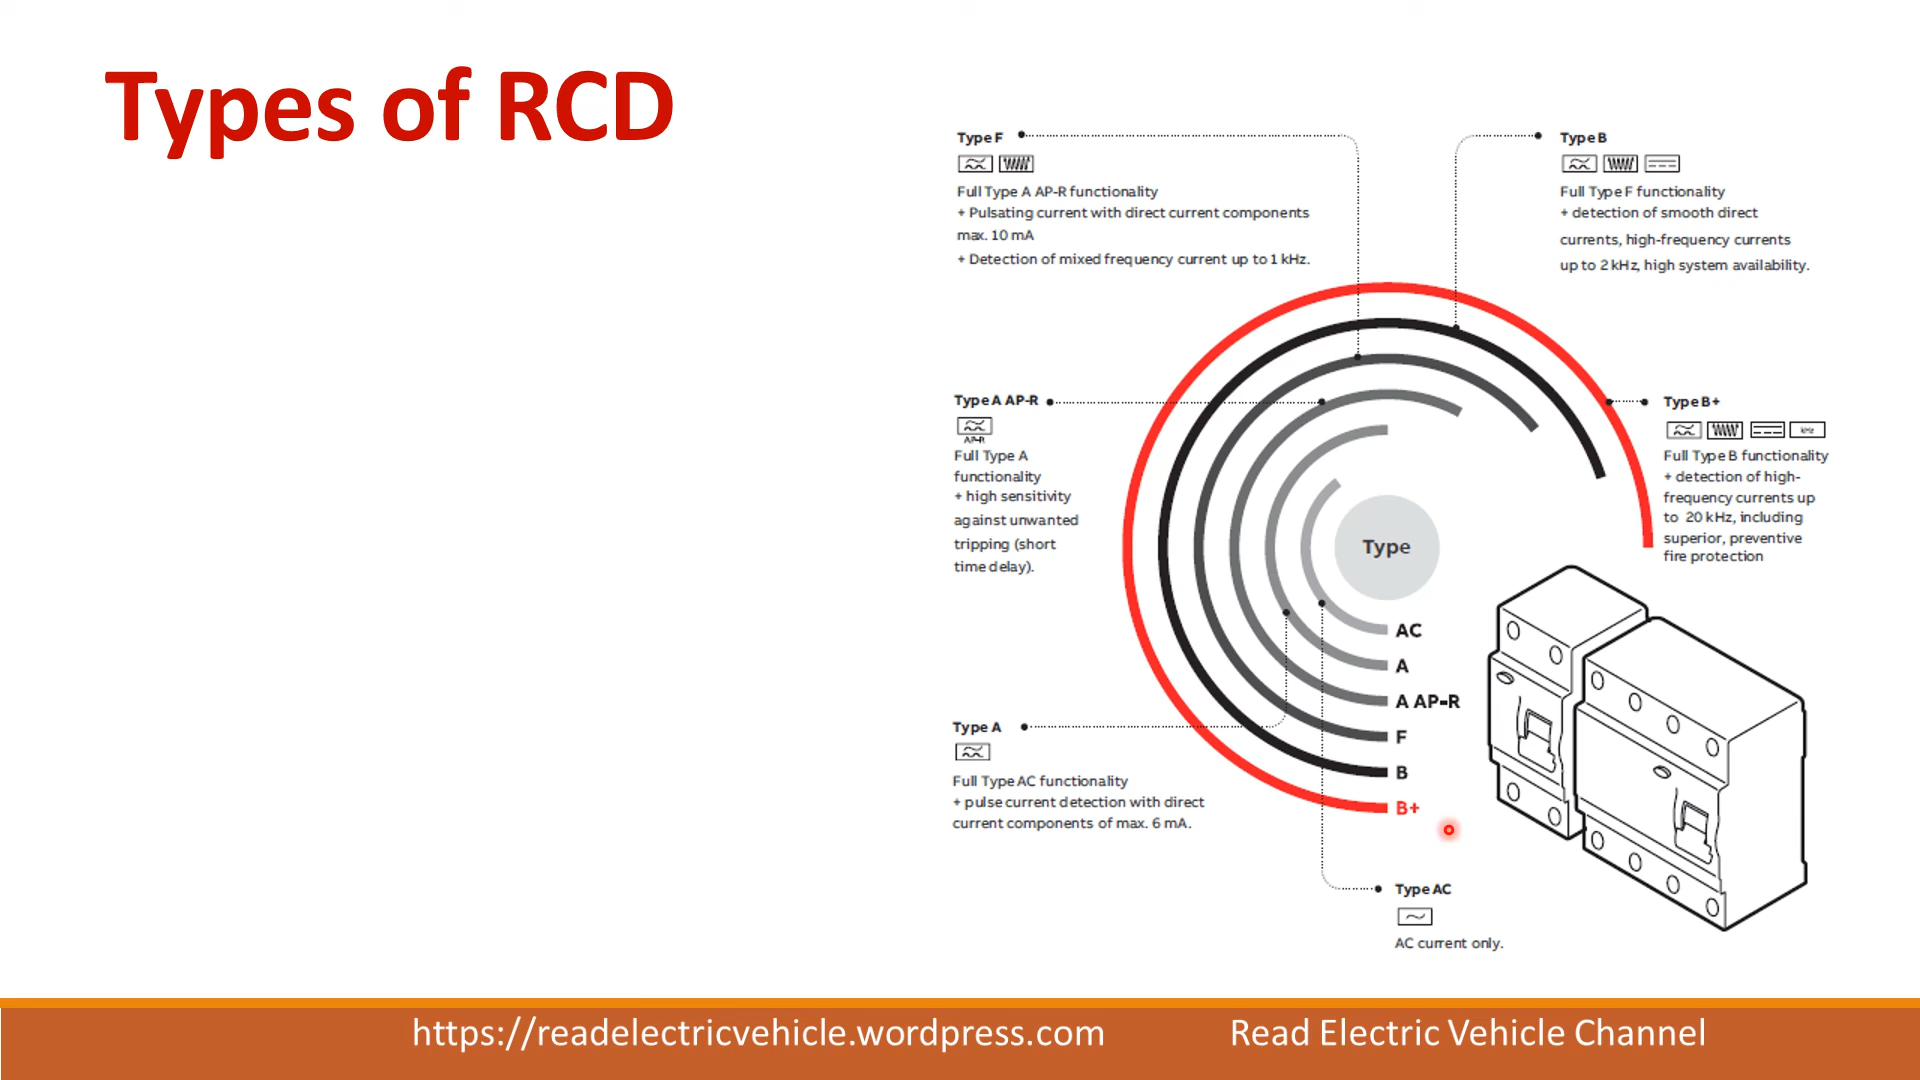 Types of RCD
Type F
Full Type A AP-R functionality
+ Pulsating current with direct current components
max. 10 mA
+ Detection of mixed frequency current up to 1 kHz.
Type B
Full Type F functionality
+ detection of smooth direct
currents, high-frequency currents
up to 2 kHz, high system availability.
Type A AP-R
AP-R
Full Type A
functionality
+ high sensitivity
against unwanted
tripping (short
time delay).
Type B+
kHz
Full Type B functionality
+ detection of high-
frequency currents up
to 20 kHz, including
superior, preventive
fire protection
Type
AC
A
A AP-R
F
B
B+
Type A
Full Type AC functionality
+ pulse current detection with direct
current components of max. 6 mA.
Type AC
AC current only.
https://readelectricvehicle.wordpress.com
Read Electric Vehicle Channel